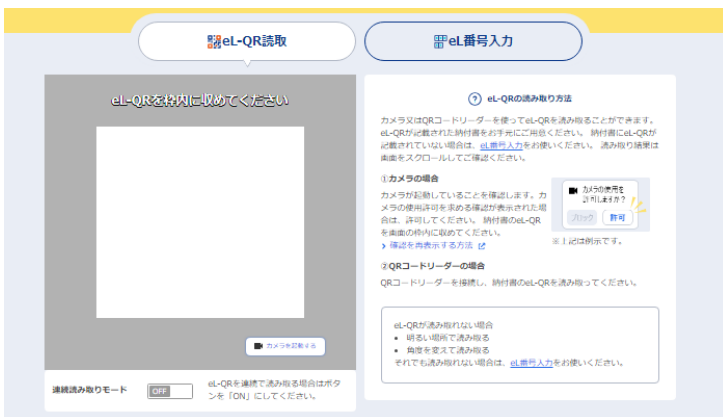 eL-QR読取
eL番号入力
eL-QRを枠内に収めてください
カメラを起動する
連続読み取りモード
OFF
eL-QRを連続で読み取る場合はボタ
ンを「ON」にしてください。
? eL-QRの読み取り方法
カメラ又はQRコードリーダーを使ってeL-QRを読み取ることができます。
eL-QRが記載された納付書をお手元にご用意ください。 納付書にeL-QRが
記載されていない場合は、eL番号入力をお使いください。 読み取り結果は
画面をスクロールしてご確認ください。
①カメラの場合
カメラが起動していることを確認します。カ
メラの使用許可を求める確認が表示された場
合は、許可してください。 納付書のeL-QR
を画面の枠内に収めてください。
> 確認を再表示する方法
カメラの使用を
許可しますか？
ブロック
許可
※上記は例示です。
②QRコードリーダーの場合
QRコードリーダーを接続し、納付書のeL-QRを読み取ってください。
eL-QRが読み取れない場合
• 明るい場所で読み取る
• 角度を変えて読み取る
それでも読み取れない場合は、eL番号入力をお使いください。